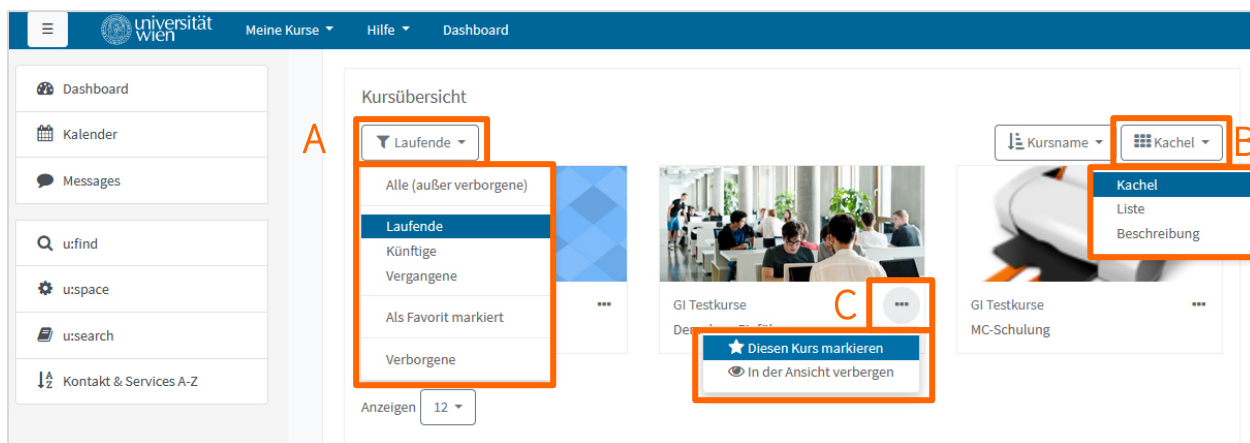 universität
wien
Meine Kurse
Hilfe
Dashboard
Dashboard
Kalender
Messages
u:find
u:space
u:search
Kontakt & Services A-Z
Kursübersicht
A
Laufende
Alle (außer verborgene)
Laufende
Künftige
Vergangene
Als Favorit markiert
Verborgene
Kursname
Kachel
B
Kachel
Liste
Beschreibung
GI Testkurse
C
Diesen Kurs markieren
In der Ansicht verbergen
GI Testkurse
MC-Schulung
Anzeigen 12